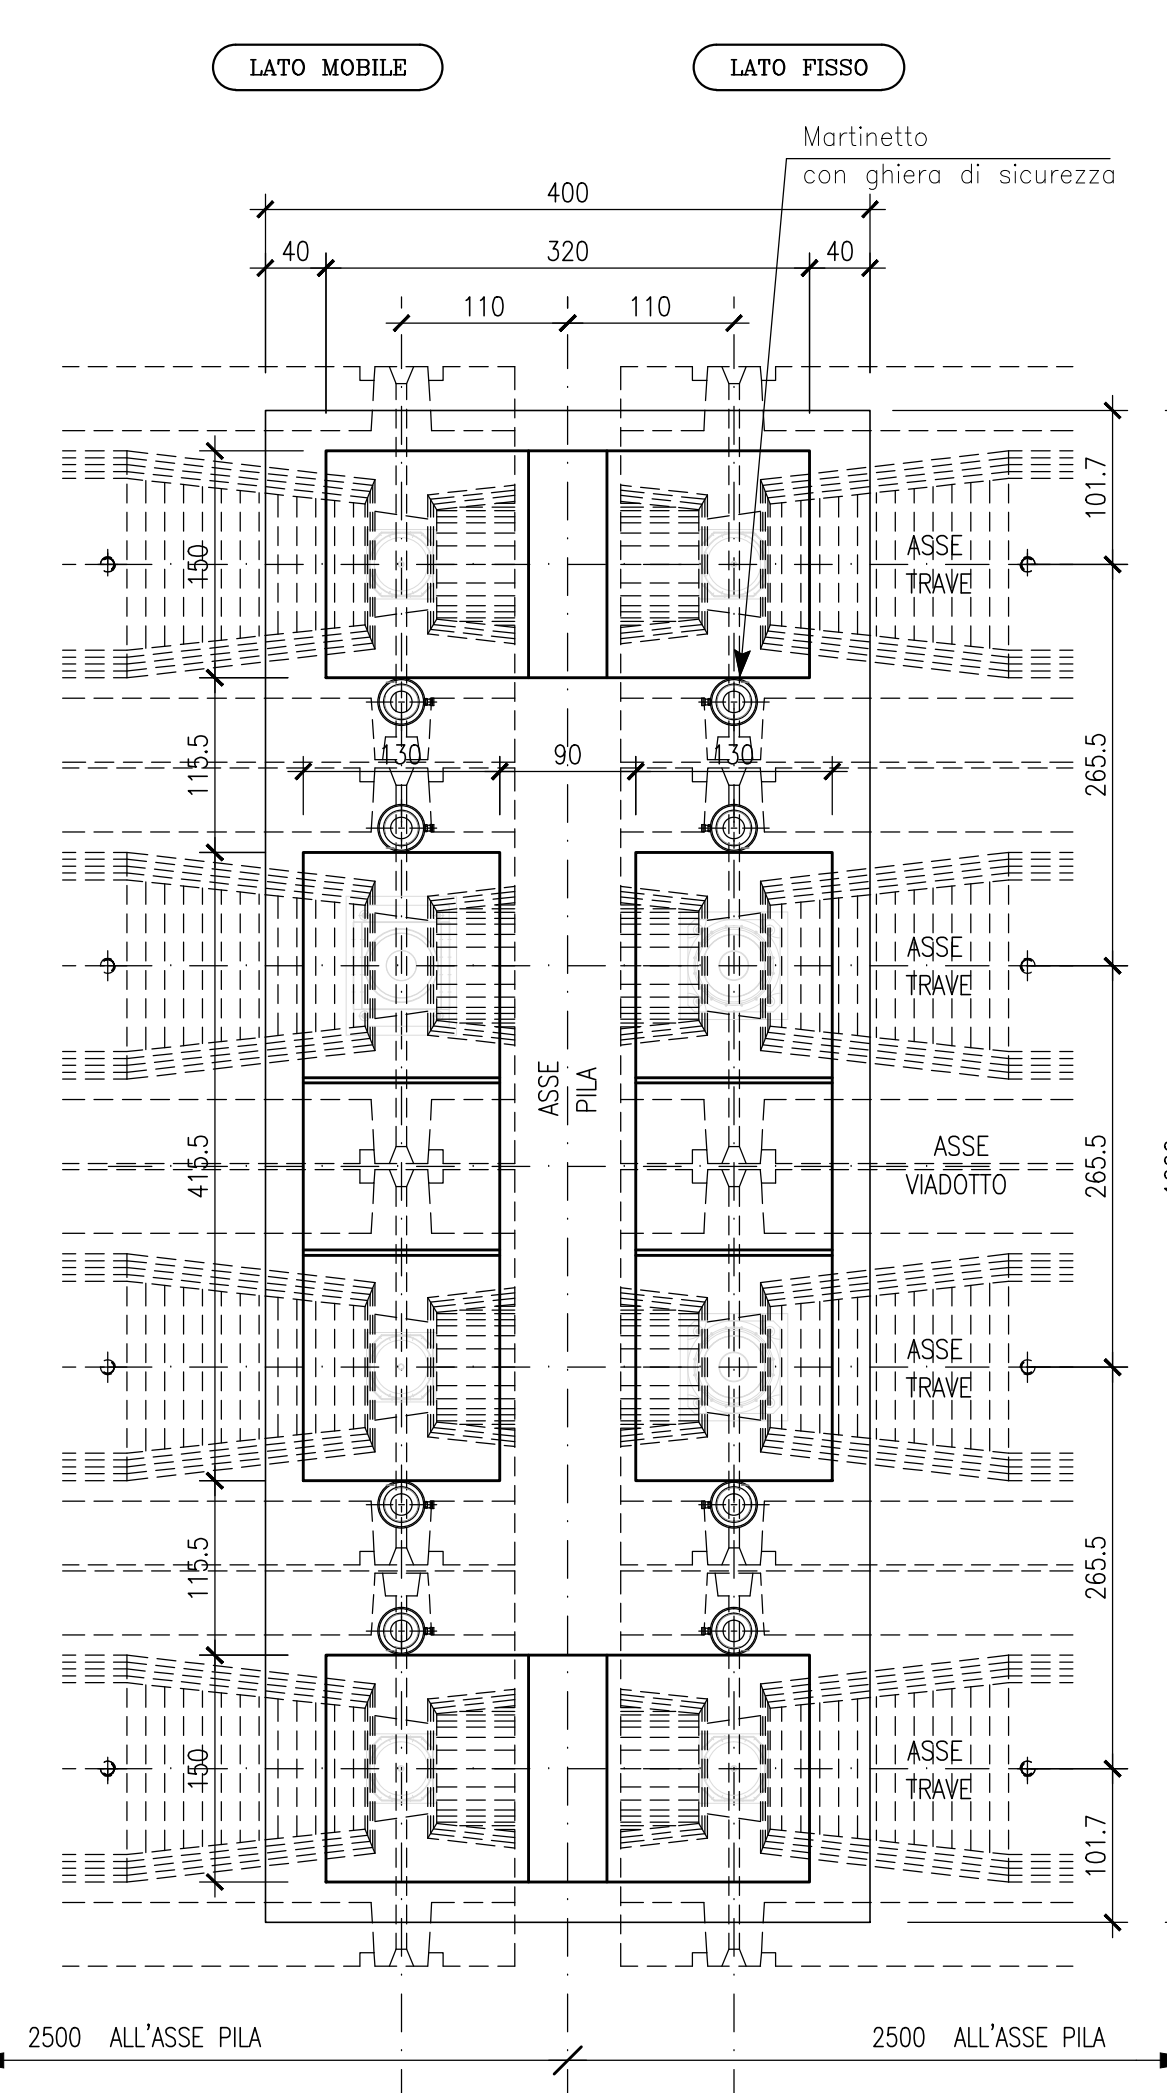 LATO MOBILE
LATO FISSO
Martinetto
con ghiera di sicurezza
400
40
320
40
110
110
101.7
150
ASSE
TRAVE
115.5
130
90
130
265.5
ASSE
TRAVE
ASSE
PILA
415.5
ASSE
VIADOTTO
265.5
ASSE
TRAVE
115.5
265.5
150
ASSE
TRAVE
101.7
2500 ALL'ASSE PILA
2500 ALL'ASSE PILA